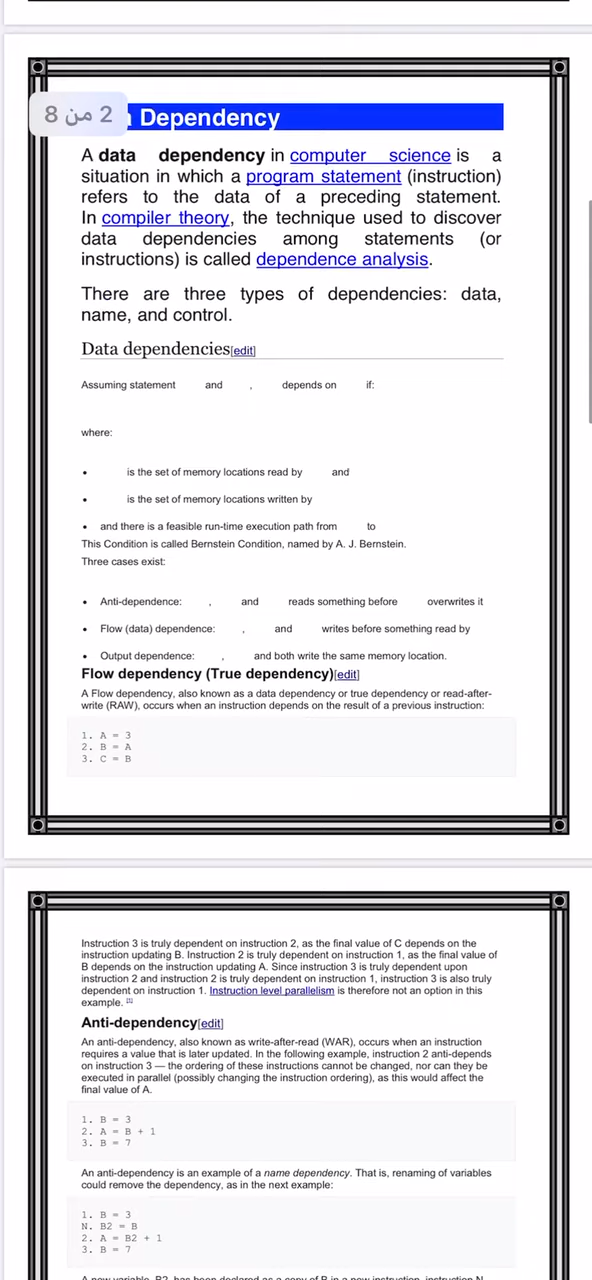 2 من 8
Dependency
A data dependency in computer science is a
situation in which a program statement (instruction)
refers to the data of a preceding statement.
In compiler theory, the technique used to discover
data dependencies among statements (or
instructions) is called dependence analysis.
There are three types of dependencies: data,
name, and control.
Data dependencies[edit]
Assuming statement and , depends on if:
where:
• is the set of memory locations read by and
• is the set of memory locations written by
• and there is a feasible run-time execution path from to
This Condition is called Bernstein Condition, named by A. J. Bernstein.
Three cases exist:
• Anti-dependence: , and reads something before overwrites it
• Flow (data) dependence: , and writes before something read by
• Output dependence: , and both write the same memory location.
Flow dependency (True dependency)[edit]
A Flow dependency, also known as a data dependency or true dependency or read-after-
write (RAW), occurs when an instruction depends on the result of a previous instruction:
1. A = 3
2. B = A
3. C = B
Instruction 3 is truly dependent on instruction 2, as the final value of C depends on the
instruction updating B. Instruction 2 is truly dependent on instruction 1, as the final value of
B depends on the instruction updating A. Since instruction 3 is truly dependent upon
instruction 2 and instruction 2 is truly dependent on instruction 1, instruction 3 is also truly
dependent on instruction 1. Instruction level parallelism is therefore not an option in this
example. [1]
Anti-dependency[edit]
An anti-dependency, also known as write-after-read (WAR), occurs when an instruction
requires a value that is later updated. In the following example, instruction 2 anti-depends
on instruction 3 — the ordering of these instructions cannot be changed, nor can they be
executed in parallel (possibly changing the instruction ordering), as this would affect the
final value of A.
1. B = 3
2. A = B + 1
3. B = 7
An anti-dependency is an example of a name dependency. That is, renaming of variables
could remove the dependency, as in the next example:
1. B = 3
N. B2 = B
2. A = B2 + 1
3. B = 7
A new variable, B2, has been declared as a copy of B in a new instruction, instruction N.